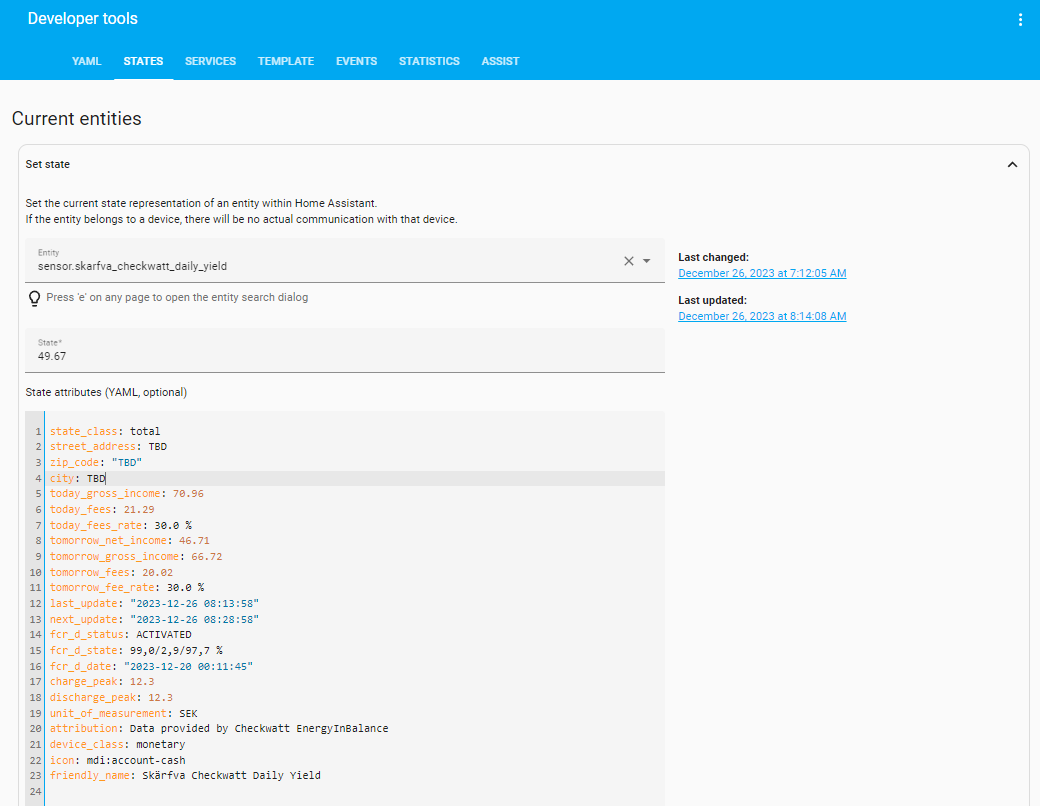 Developer tools
YAML STATES SERVICES TEMPLATE EVENTS STATISTICS ASSIST
Current entities
Set state
Set the current state representation of an entity within Home Assistant.
If the entity belongs to a device, there will be no actual communication with that device.
Entity
sensor.skarfva_checkwatt_daily_yield
Press 'e' on any page to open the entity search dialog
Last changed:
December 26, 2023 at 7:12:05 AM
Last updated:
December 26, 2023 at 8:14:08 AM
State*
49.67
State attributes (YAML, optional)
1 state_class: total
2 street_address: TBD
3 zip_code: "TBD"
4 city: TBD
5 today_gross_income: 70.96
6 today_fees: 21.29
7 today_fees_rate: 30.0 %
8 tomorrow_net_income: 46.71
9 tomorrow_gross_income: 66.72
10 tomorrow_fees: 20.02
11 tomorrow_fee_rate: 30.0 %
12 last_update: "2023-12-26 08:13:58"
13 next_update: "2023-12-26 08:28:58"
14 fcr_d_status: ACTIVATED
15 fcr_d_state: 99,0/2,9/97,7 %
16 fcr_d_date: "2023-12-20 00:11:45"
17 charge_peak: 12.3
18 discharge_peak: 12.3
19 unit_of_measurement: SEK
20 attribution: Data provided by Checkwatt EnergyInBalance
21 device_class: monetary
22 icon: mdi:account-cash
23 friendly_name: Skärfva Checkwatt Daily Yield
24